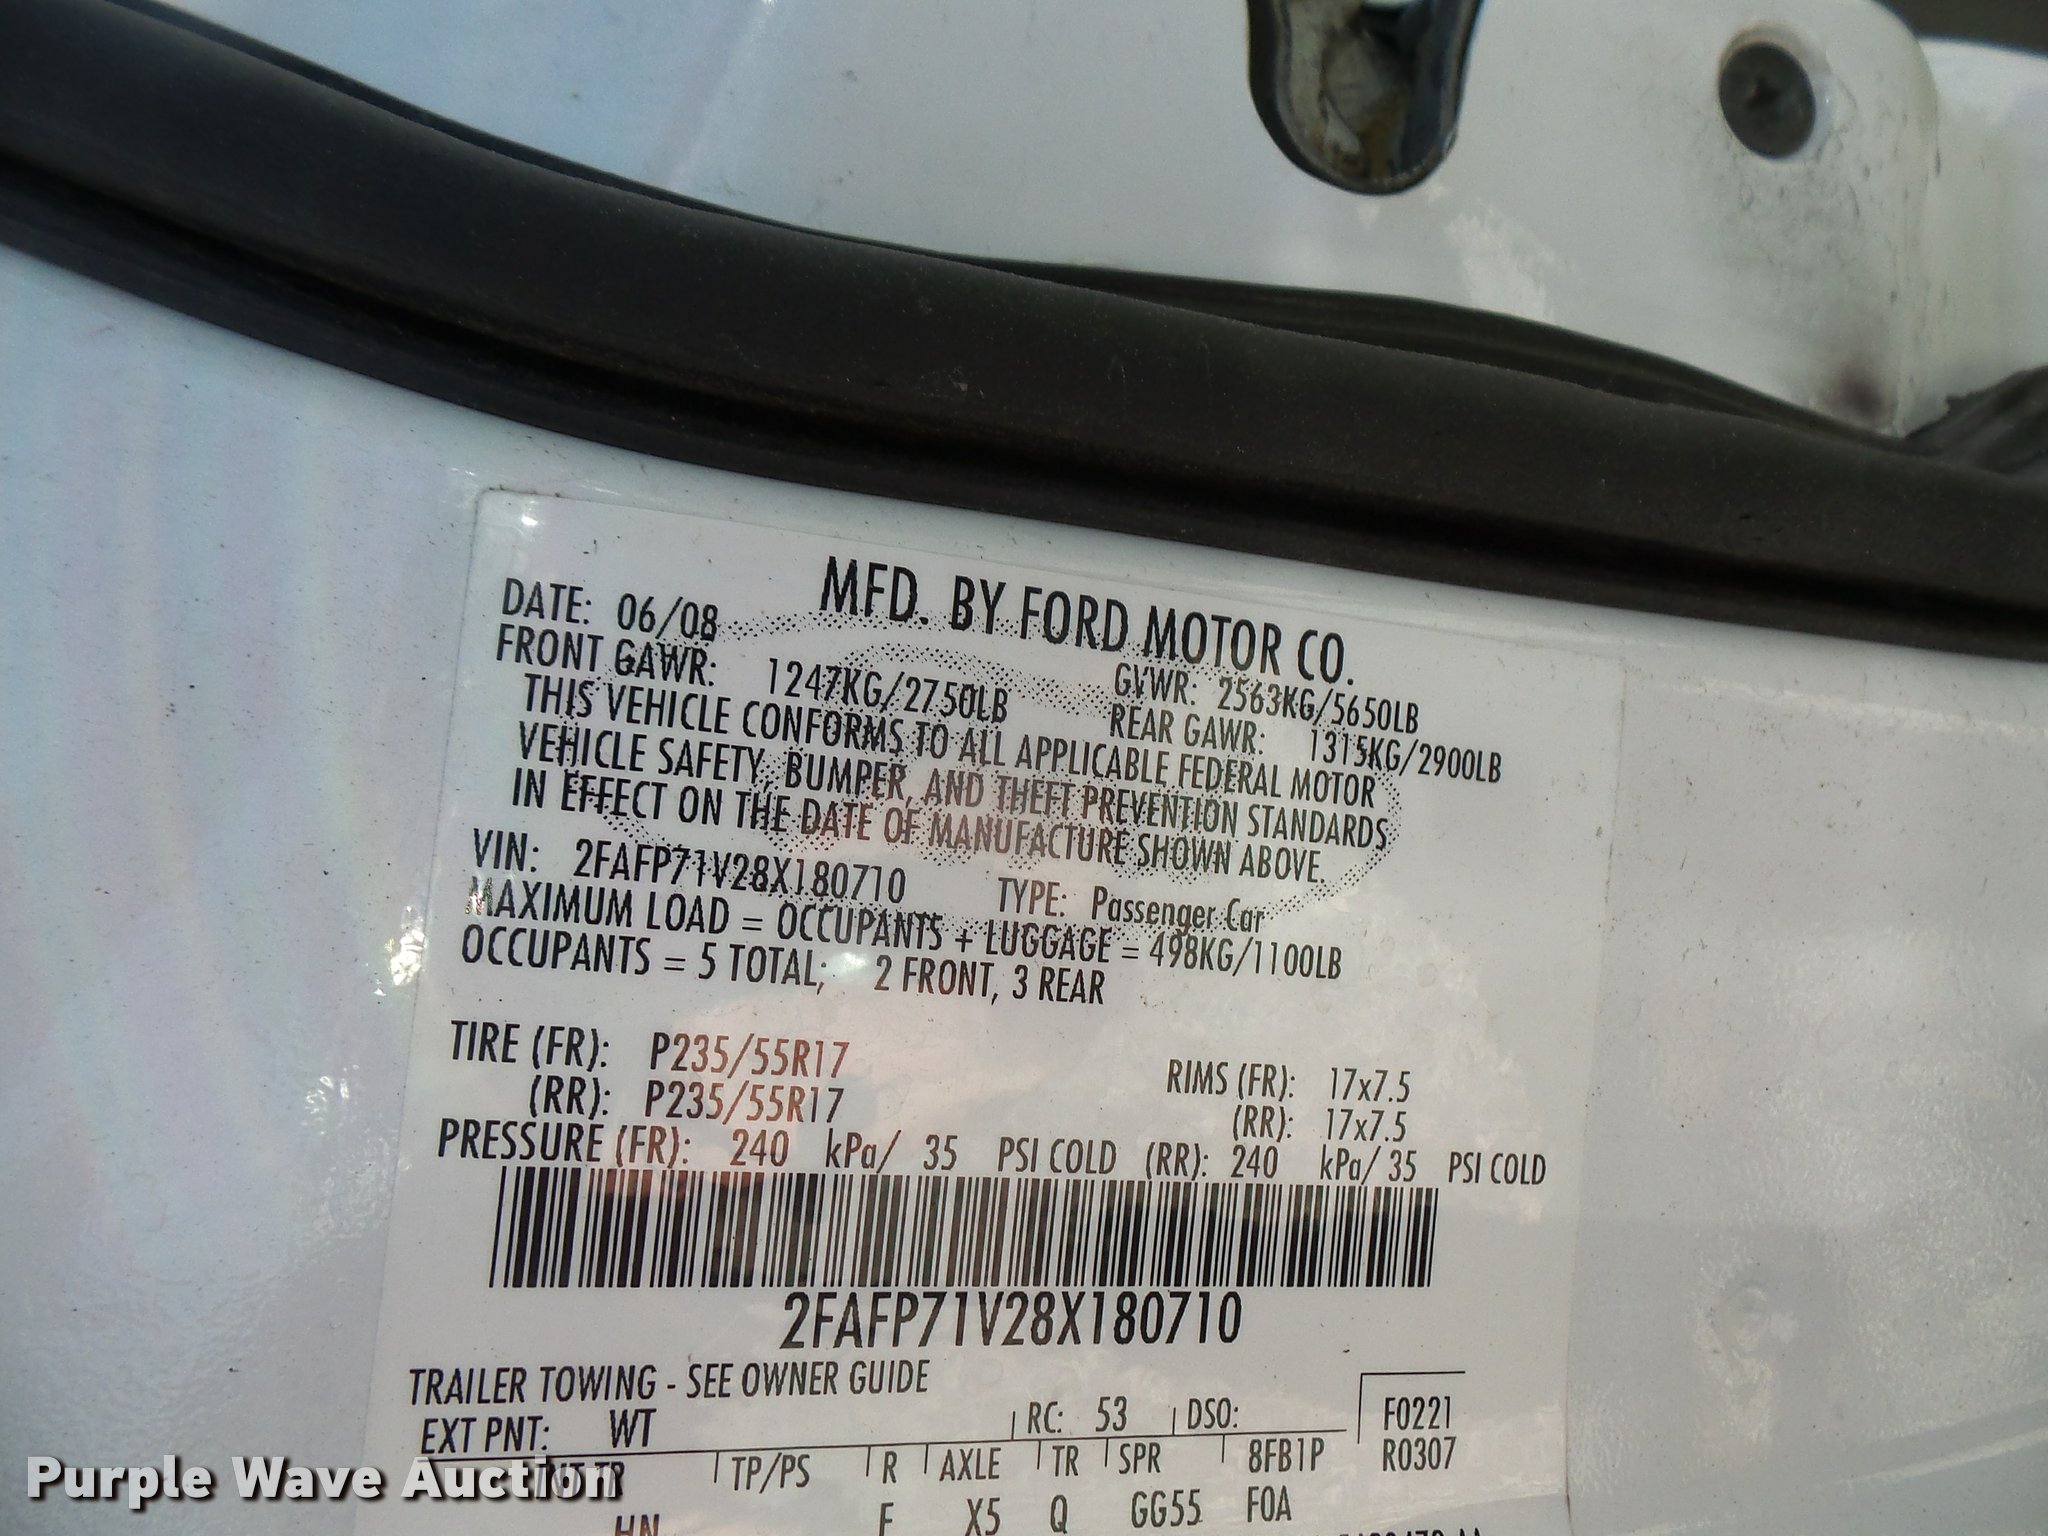 MFD. BY FORD MOTOR CO.
DATE: 06/08 GVWR: 2563KG/5650LB
FRONT GAWR: 1247KG/2750LB REAR GAWR: 1315KG/2900LB
THIS VEHICLE CONFORMS TO ALL APPLICABLE FEDERAL MOTOR
VEHICLE SAFETY, BUMPER, AND THEFT PREVENTION STANDARDS
IN EFFECT ON THE DATE OF MANUFACTURE SHOWN ABOVE.
VIN: 2FAFP71V28X180710 TYPE: Passenger Car
MAXIMUM LOAD = OCCUPANTS + LUGGAGE = 498KG/1100LB
OCCUPANTS = 5 TOTAL; 2 FRONT, 3 REAR
TIRE (FR): P235/55R17 RIMS (FR): 17x7.5
(RR): P235/55R17 (RR): 17x7.5
PRESSURE (FR): 240 kPa/ 35 PSI COLD (RR): 240 kPa/ 35 PSI COLD
2FAFP71V28X180710
TRAILER TOWING - SEE OWNER GUIDE
EXT PNT: WT RC: 53 DSO: F0221
INT TR TP/PS R AXLE TR SPR 8FB1P R0307
HN F X5 Q GG55 F0A
Purple Wave Auction